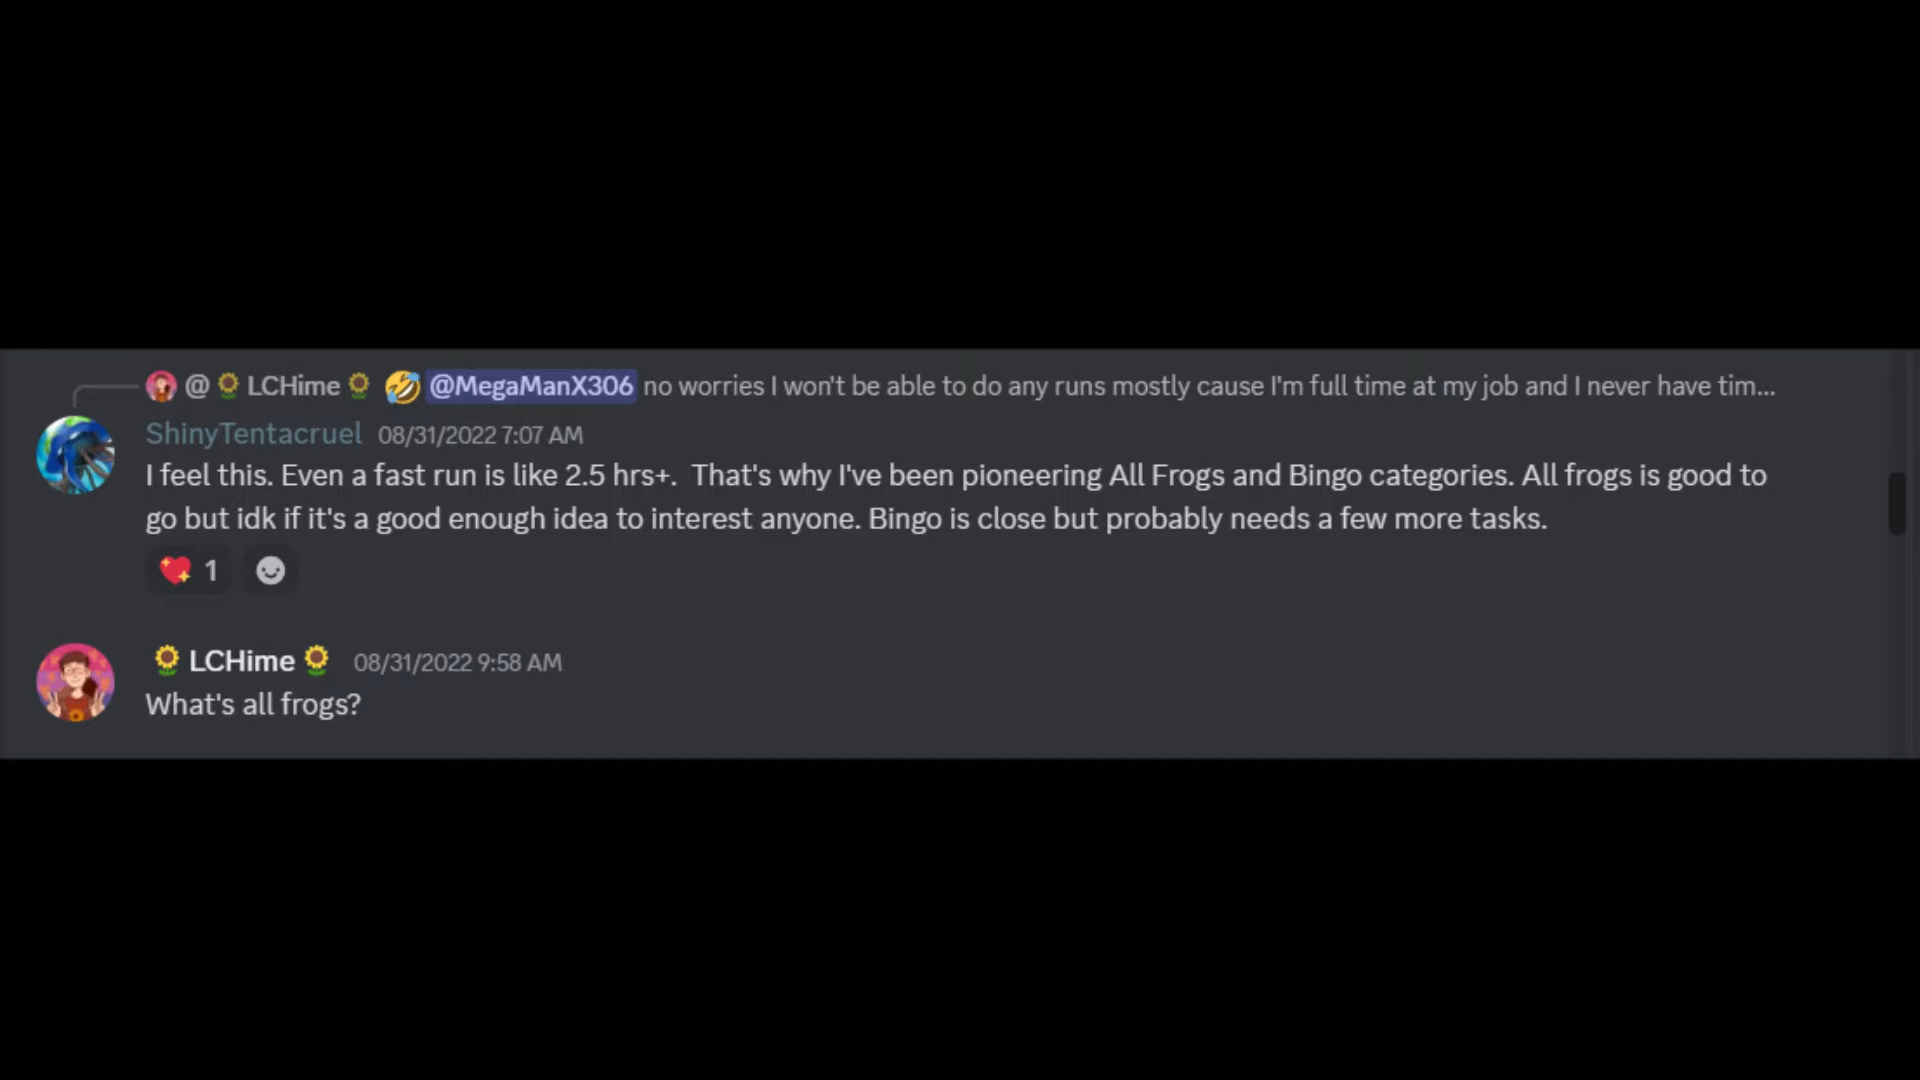 @🌻 LCHime 🌻 🤣 @MegaManX306 no worries I won't be able to do any runs mostly cause I'm full time at my job and I never have tim...
ShinyTentacruel 08/31/2022 7:07 AM
I feel this. Even a fast run is like 2.5 hrs+.  That's why I've been pioneering All Frogs and Bingo categories. All frogs is good to
go but idk if it's a good enough idea to interest anyone. Bingo is close but probably needs a few more tasks.
💖 1
🌻 LCHime 🌻 08/31/2022 9:58 AM
What's all frogs?